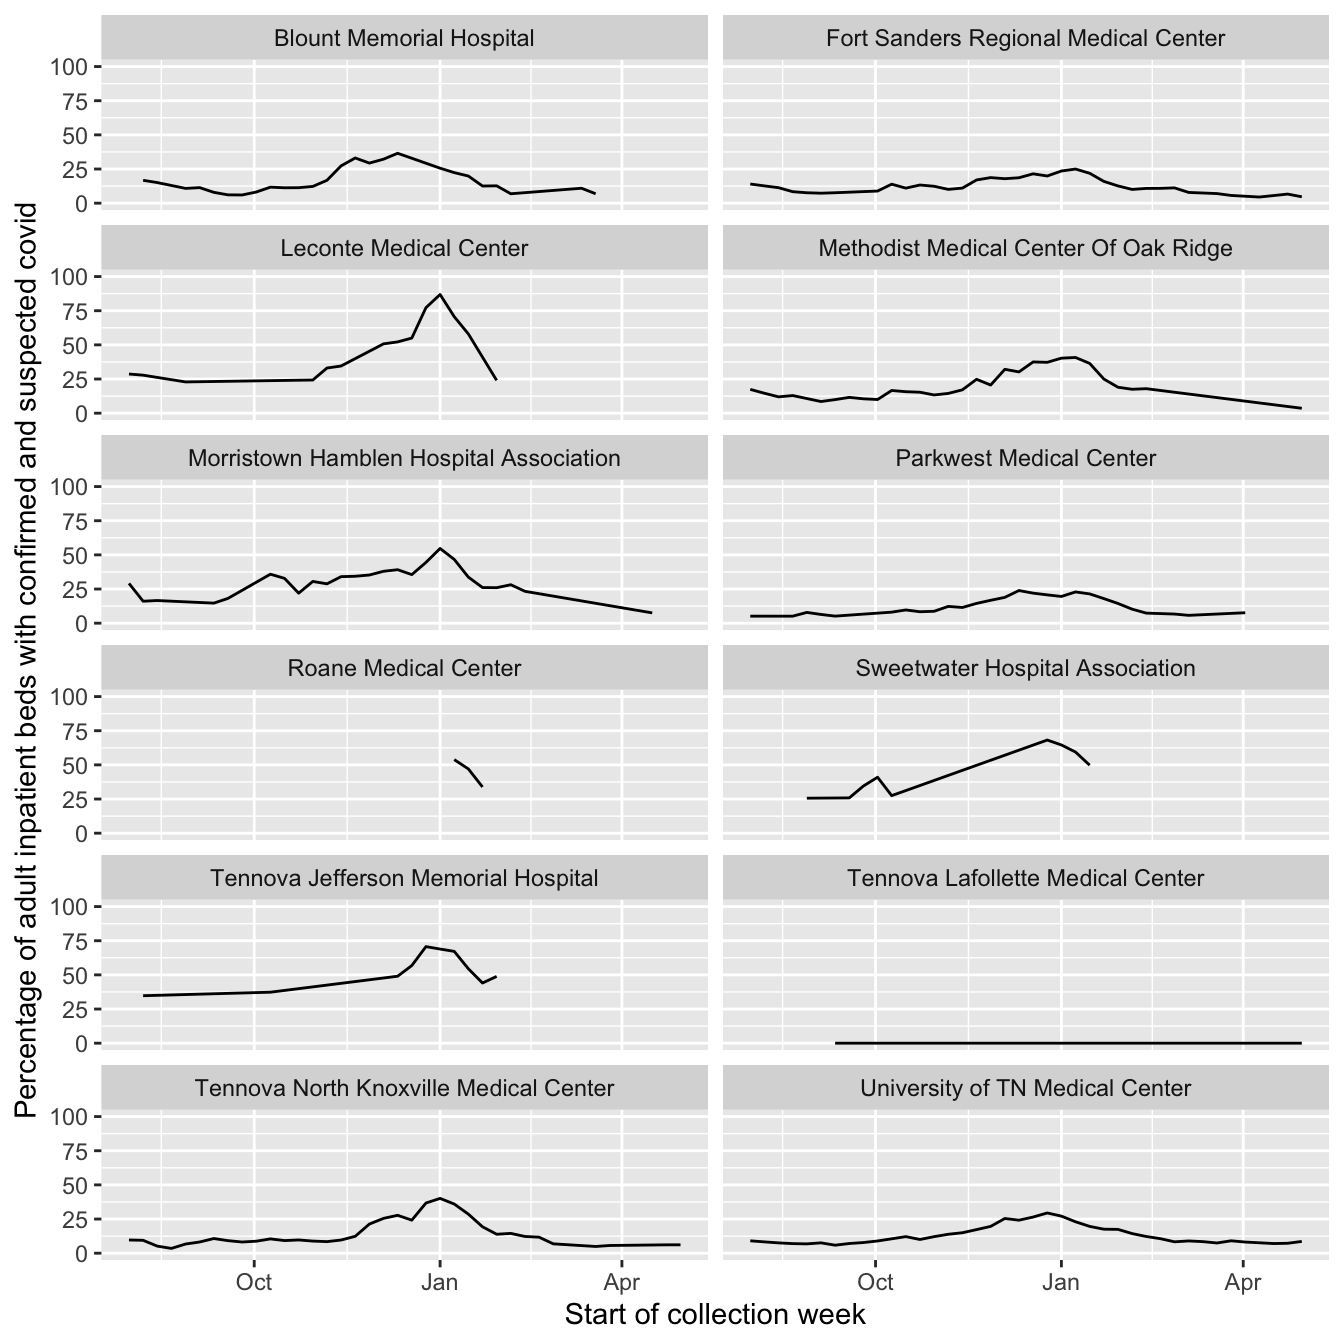 Percentage of adult inpatient beds with confirmed and suspected covid
Blount Memorial Hospital
Fort Sanders Regional Medical Center
100
75
50
25
0
Leconte Medical Center
Methodist Medical Center Of Oak Ridge
100
75
50
25
0
Morristown Hamblen Hospital Association
Parkwest Medical Center
100
75
50
25
0
Roane Medical Center
Sweetwater Hospital Association
100
75
50
25
0
Tennova Jefferson Memorial Hospital
Tennova Lafollette Medical Center
100
75
50
25
0
Tennova North Knoxville Medical Center
University of TN Medical Center
100
75
50
25
0
Oct Jan Apr
Oct Jan Apr
Start of collection week